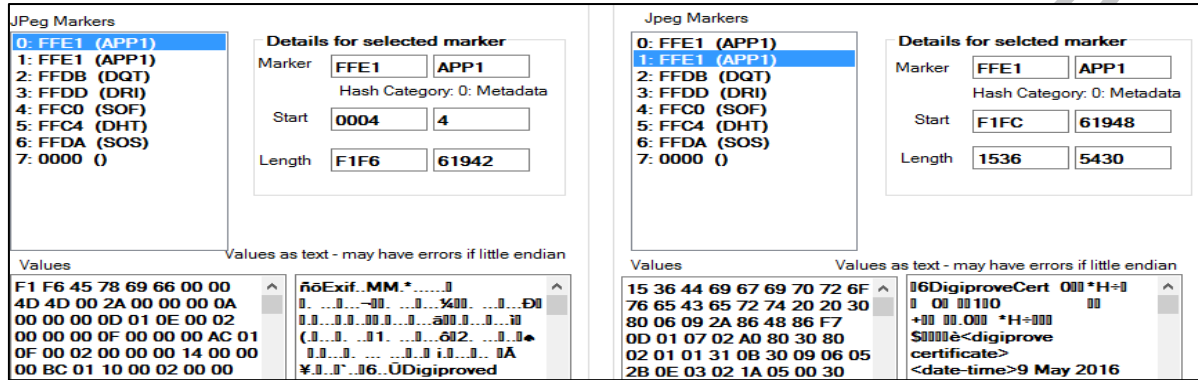 JPeg Markers
0: FFE1 (APP1)
1: FFE1 (APP1)
2: FFDB (DQT)
3: FFDD (DRI)
4: FFC0 (SOF)
5: FFC4 (DHT)
6: FFDA (SOS)
7: 0000 ()
Details for selected marker
Marker FFE1 APP1
Hash Category: 0: Metadata
Start 0004 4
Length F1F6 61942
Values as text - may have errors if little endian
Values
F1 F6 45 78 69 66 00 00
4D 4D 00 2A 00 00 00 0A
00 00 00 0D 01 0E 00 02
00 00 00 0F 00 00 00 AC 01
0F 00 02 00 00 00 14 00 00
00 BC 01 10 00 02 00 00
ñöExif..MM.*......
Digiproved
Jpeg Markers
0: FFE1 (APP1)
1: FFE1 (APP1)
2: FFDB (DQT)
3: FFDD (DRI)
4: FFC0 (SOF)
5: FFC4 (DHT)
6: FFDA (SOS)
7: 0000 ()
Details for selcted marker
Marker FFE1 APP1
Hash Category: 0: Metadata
Start F1FC 61948
Length 1536 5430
Values
Values as text - may have errors if little endian
15 36 44 69 67 69 70 72 6F
76 65 43 65 72 74 20 20 30
80 06 09 2A 86 48 86 F7
0D 01 07 02 A0 80 30 80
02 01 01 31 0B 30 09 06 05
2B 0E 03 02 1A 05 00 30
6DigiproveCert
<digiprove
certificate>
<date-time>9 May 2016